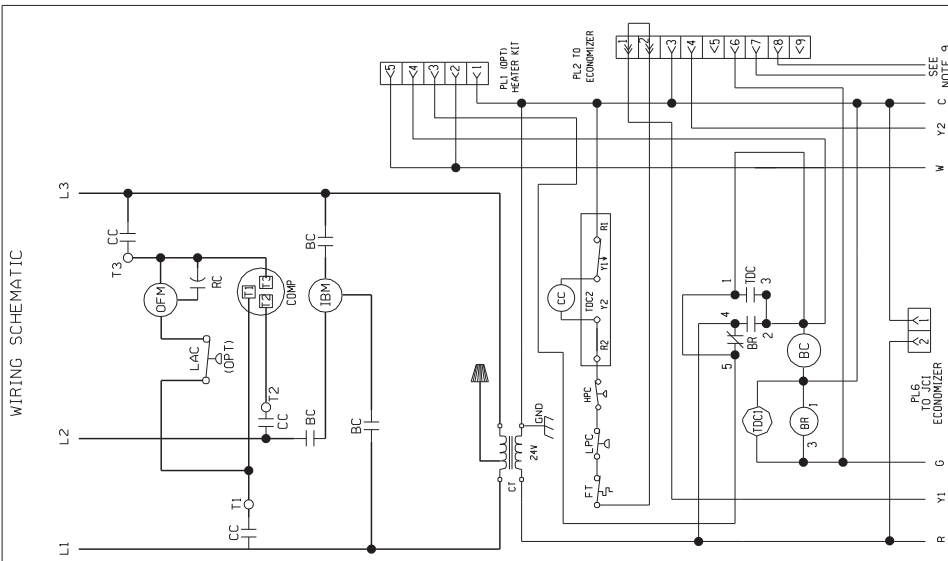 WIRING SCHEMATIC
L1
L2
L3
CC
T1
CC
T2
T3
CC
LAC
(OPT)
OFM
RC
T1
T2
T3
COMP
BC
BC
IBM
BC
CT
24V
GND
PL1 (OPT)
HEATER KIT
5
4
3
2
1
PL2 TO
ECONOMIZER
1
2
3
4
5
6
7
8
9
FT
LPC
HPC
R2
Y2
TDC2
CC
Y1
R1
5
4
BR
2
1
TDC
3
TDC1
BR
3
1
BC
PL6
TO JCI
ECONOMIZER
2
1
R
Y1
G
W
Y2
C
SEE
NOTE 9